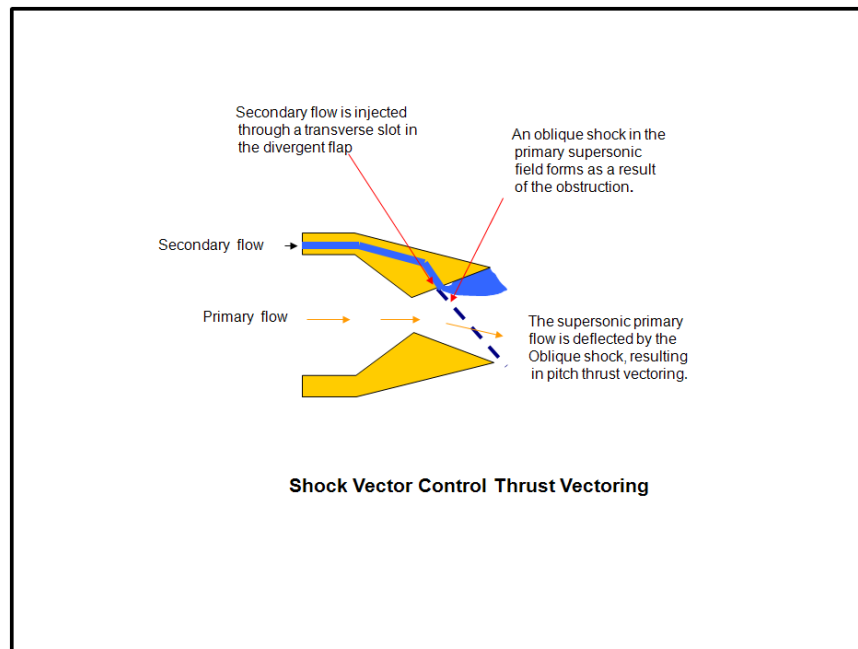 Secondary flow is injected
through a transverse slot in
the divergent flap
An oblique shock in the
primary supersonic
field forms as a result
of the obstruction.
Secondary flow
Primary flow
The supersonic primary
flow is deflected by the
Oblique shock, resulting
in pitch thrust vectoring.
Shock Vector Control Thrust Vectoring